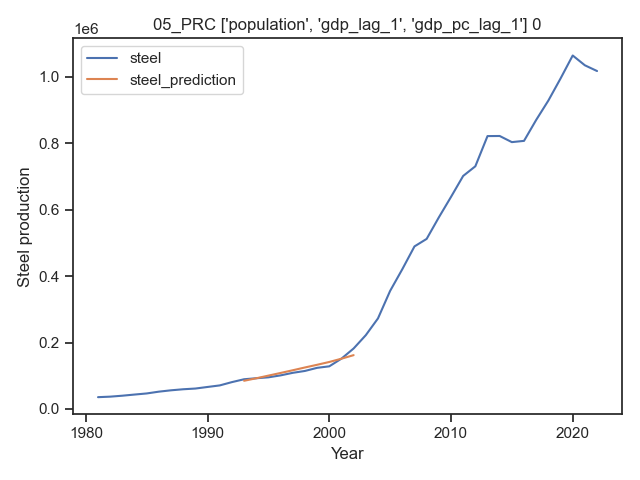 05_PRC ['population', 'gdp_lag_1', 'gdp_pc_lag_1'] 0
1e6
steel
steel_prediction
1.0
0.8
0.6
0.4
0.2
0.0
Steel production
1980 1990 2000 2010 2020
Year